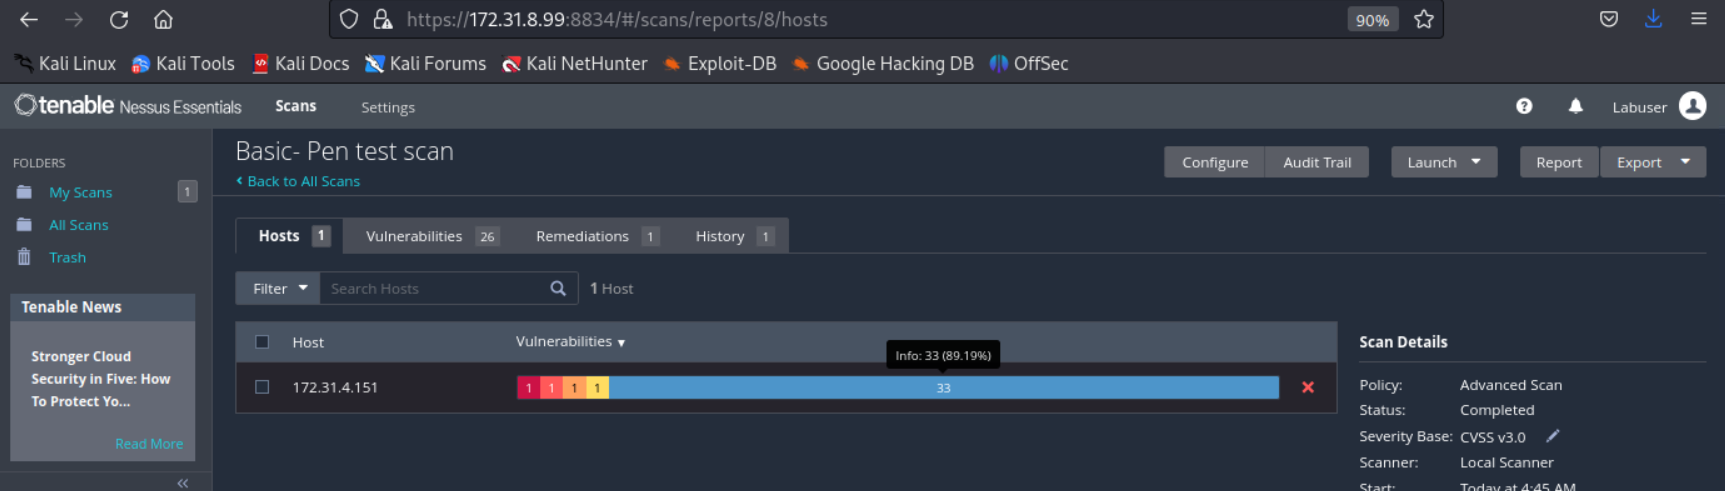 https://172.31.8.99:8834/#/scans/reports/8/hosts 90%
Kali Linux Kali Tools Kali Docs Kali Forums Kali NetHunter Exploit-DB Google Hacking DB OffSec
tenable Nessus Essentials Scans Settings ? Labuser
FOLDERS
My Scans 1
All Scans
Trash
Tenable News
Stronger Cloud
Security in Five: How
To Protect Yo...
Read More
«
Basic- Pen test scan
Configure Audit Trail Launch Report Export
< Back to All Scans
Hosts 1 Vulnerabilities 26 Remediations 1 History 1
Filter Search Hosts 1 Host
Host Vulnerabilities
Info: 33 (89.19%)
172.31.4.151 1 1 1 1 33
Scan Details
Policy: Advanced Scan
Status: Completed
Severity Base: CVSS v3.0
Scanner: Local Scanner
Start: Today at 4:45 AM